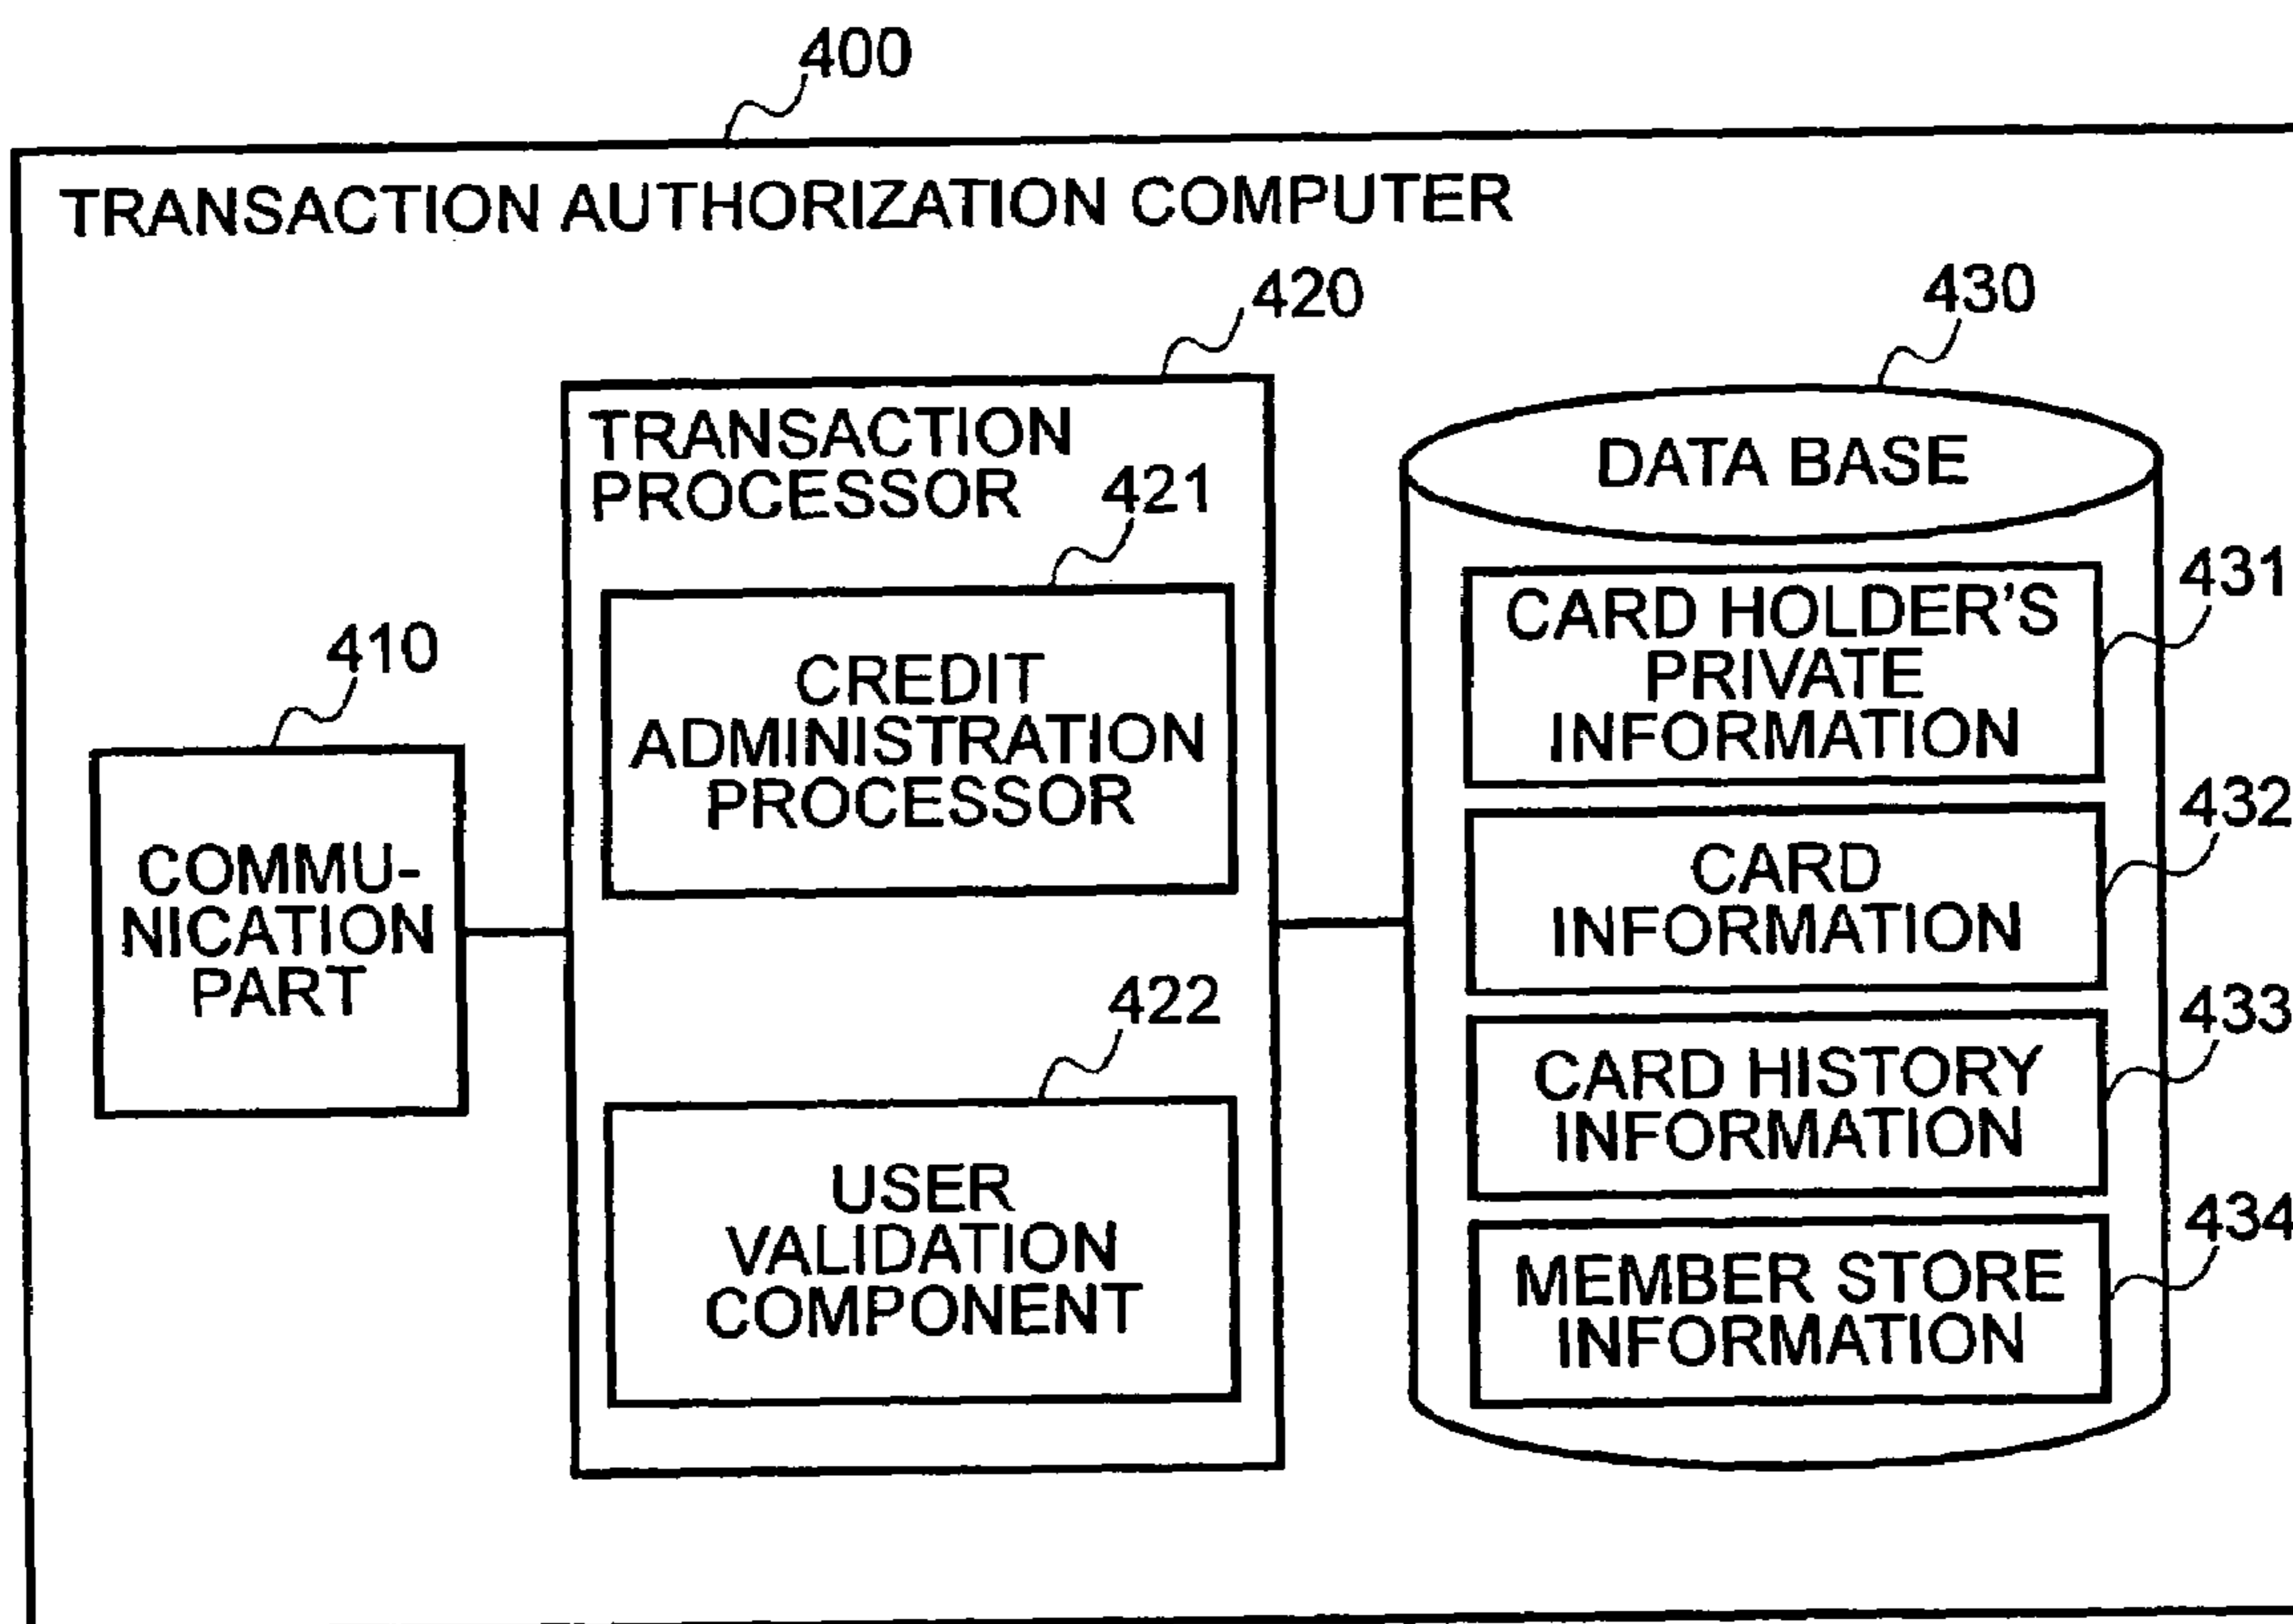 400
TRANSACTION AUTHORIZATION COMPUTER
420
430
TRANSACTION
PROCESSOR
421
DATA BASE
431
CARD HOLDER'S
PRIVATE
INFORMATION
410
CREDIT
ADMINISTRATION
PROCESSOR
432
COMMU-
NICATION
PART
CARD
INFORMATION
422
433
CARD HISTORY
INFORMATION
USER
VALIDATION
COMPONENT
434
MEMBER STORE
INFORMATION